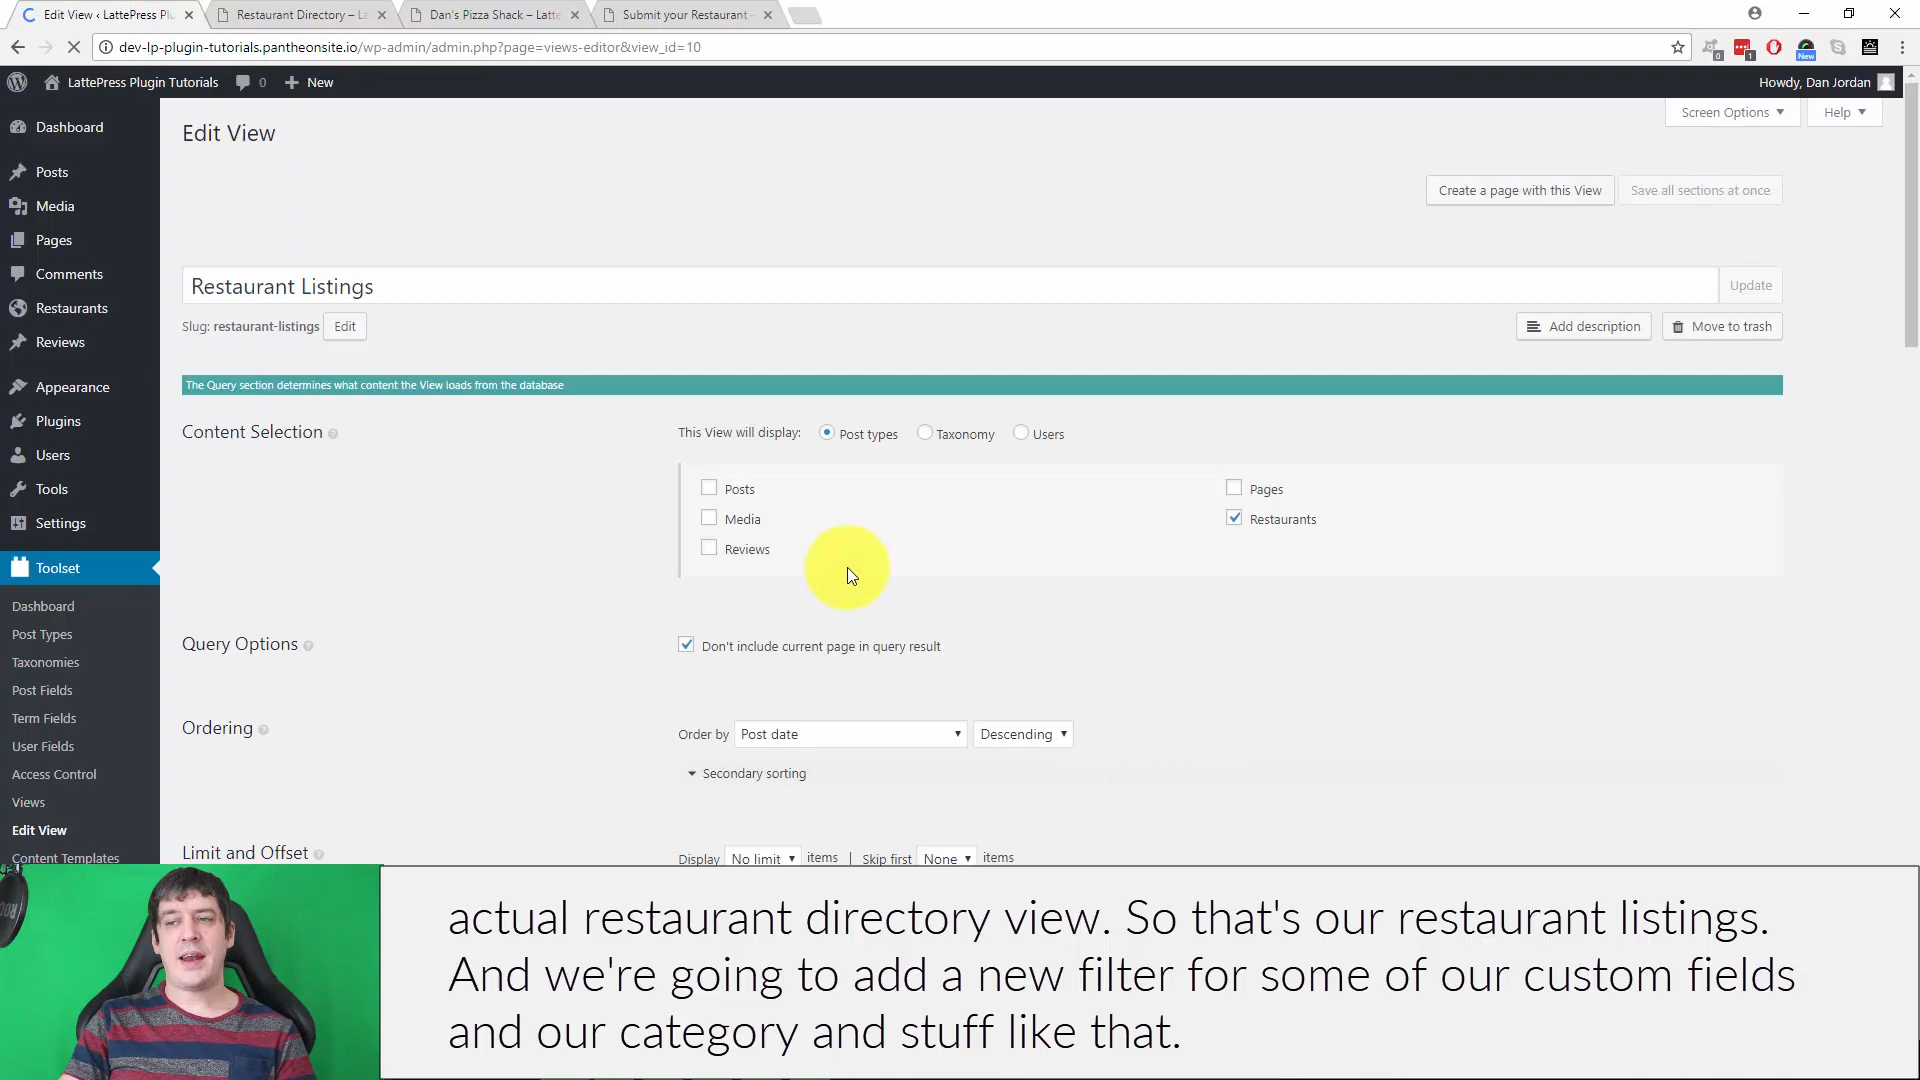 Edit View ‹ LattePress Plu
Restaurant Directory – La
Dan's Pizza Shack – Latte
Submit your Restaurant –
dev-lp-plugin-tutorials.pantheonsite.io/wp-admin/admin.php?page=views-editor&view_id=10
0
1
New
LattePress Plugin Tutorials
0
New
Howdy, Dan Jordan
Dashboard
Posts
Media
Pages
Comments
Restaurants
Reviews
Appearance
Plugins
Users
Tools
Settings
Toolset
Dashboard
Post Types
Taxonomies
Post Fields
Term Fields
User Fields
Access Control
Views
Edit View
Content Templates
Screen Options
Help
Edit View
Create a page with this View
Save all sections at once
Restaurant Listings
Update
Slug: restaurant-listings
Edit
Add description
Move to trash
The Query section determines what content the View loads from the database
Content Selection
This View will display:
Post types
Taxonomy
Users
Posts
Pages
Media
Restaurants
Reviews
Query Options
Don't include current page in query result
Ordering
Order by
Post date
Descending
Secondary sorting
Limit and Offset
Display No limit items | Skip first None items
actual restaurant directory view. So that's our restaurant listings.
And we're going to add a new filter for some of our custom fields
and our category and stuff like that.